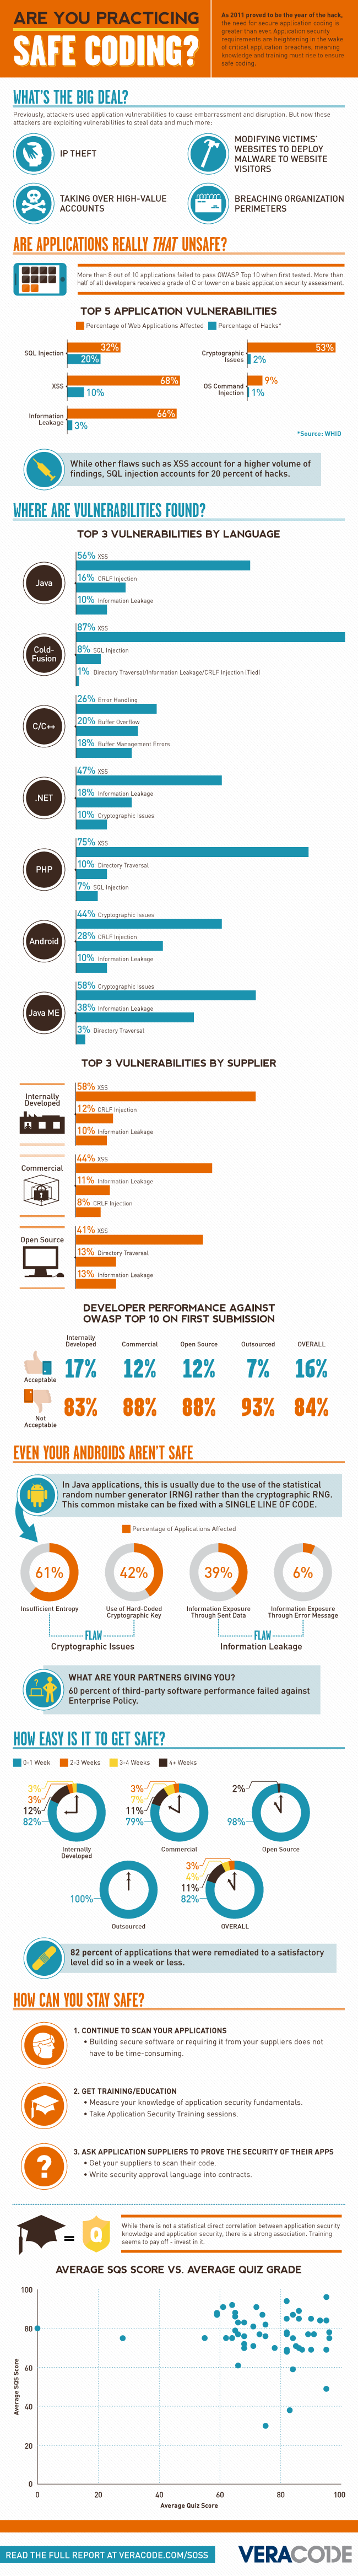 ARE YOU PRACTICING
SAFE CODING?
As 2011 proved to be the year of the hack,
the need for secure application coding is
greater than ever. Application security
requirements are heightening in the wake
of critical application breaches, meaning
knowledge and training must rise to ensure
safe coding.
WHAT'S THE BIG DEAL?
Previously, attackers used application vulnerabilities to cause embarrassment and disruption. But now these
attackers are exploiting vulnerabilities to steal data and much more:
IP THEFT
MODIFYING VICTIMS'
WEBSITES TO DEPLOY
MALWARE TO WEBSITE
VISITORS
TAKING OVER HIGH-VALUE
ACCOUNTS
BREACHING ORGANIZATION
PERIMETERS
ARE APPLICATIONS REALLY THAT UNSAFE?
More than 8 out of 10 applications failed to pass OWASP Top 10 when first tested. More than
half of all developers received a grade of C or lower on a basic application security assessment.
TOP 5 APPLICATION VULNERABILITIES
Percentage of Web Applications Affected
Percentage of Hacks*
SQL Injection
32%
20%
Cryptographic
Issues
53%
2%
XSS
68%
10%
OS Command
Injection
9%
1%
Information
Leakage
66%
3%
*Source: WHID
While other flaws such as XSS account for a higher volume of
findings, SQL injection accounts for 20 percent of hacks.
WHERE ARE VULNERABILITIES FOUND?
TOP 3 VULNERABILITIES BY LANGUAGE
Java
56% XSS
16% CRLF Injection
10% Information Leakage
Cold-
Fusion
87% XSS
8% SQL Injection
1% Directory Traversal/Information Leakage/CRLF Injection (Tied)
C/C++
26% Error Handling
20% Buffer Overflow
18% Buffer Management Errors
.NET
47% XSS
18% Information Leakage
10% Cryptographic Issues
PHP
75% XSS
10% Directory Traversal
7% SQL Injection
Android
44% Cryptographic Issues
28% CRLF Injection
10% Information Leakage
Java ME
58% Cryptographic Issues
38% Information Leakage
3% Directory Traversal
TOP 3 VULNERABILITIES BY SUPPLIER
Internally
Developed
58% XSS
12% CRLF Injection
10% Information Leakage
Commercial
44% XSS
11% Information Leakage
8% CRLF Injection
Open Source
41% XSS
13% Directory Traversal
13% Information Leakage
DEVELOPER PERFORMANCE AGAINST
OWASP TOP 10 ON FIRST SUBMISSION
Internally
Developed
Commercial
Open Source
Outsourced
OVERALL
Acceptable
17% 12% 12% 7% 16%
Not
Acceptable
83% 88% 88% 93% 84%
EVEN YOUR ANDROIDS AREN'T SAFE
In Java applications, this is usually due to the use of the statistical
random number generator (RNG) rather than the cryptographic RNG.
This common mistake can be fixed with a SINGLE LINE OF CODE.
Percentage of Applications Affected
61%
42%
39%
6%
Insufficient Entropy
Use of Hard-Coded
Cryptographic Key
Information Exposure
Through Sent Data
Information Exposure
Through Error Message
FLAW
Cryptographic Issues
FLAW
Information Leakage
WHAT ARE YOUR PARTNERS GIVING YOU?
60 percent of third-party software performance failed against
Enterprise Policy.
HOW EASY IS IT TO GET SAFE?
0-1 Week
2-3 Weeks
3-4 Weeks
4+ Weeks
3%
3%
12%
82%
Internally
Developed
3%
7%
11%
79%
Commercial
2%
98%
Open Source
100%
Outsourced
3%
4%
11%
82%
OVERALL
82 percent of applications that were remediated to a satisfactory
level did so in a week or less.
HOW CAN YOU STAY SAFE?
1. CONTINUE TO SCAN YOUR APPLICATIONS
• Building secure software or requiring it from your suppliers does not
have to be time-consuming.
2. GET TRAINING/EDUCATION
• Measure your knowledge of application security fundamentals.
• Take Application Security Training sessions.
?
3. ASK APPLICATION SUPPLIERS TO PROVE THE SECURITY OF THEIR APPS
• Get your suppliers to scan their code.
• Write security approval language into contracts.
=
Q
While there is not a statistical direct correlation between application security
knowledge and application security, there is a strong association. Training
seems to pay off - invest in it.
AVERAGE SQS SCORE VS. AVERAGE QUIZ GRADE
100
80
60
40
20
0
Average SQS Score
0 20 40 60 80 100
Average Quiz Score
READ THE FULL REPORT AT VERACODE.COM/SOSS
VERACODE